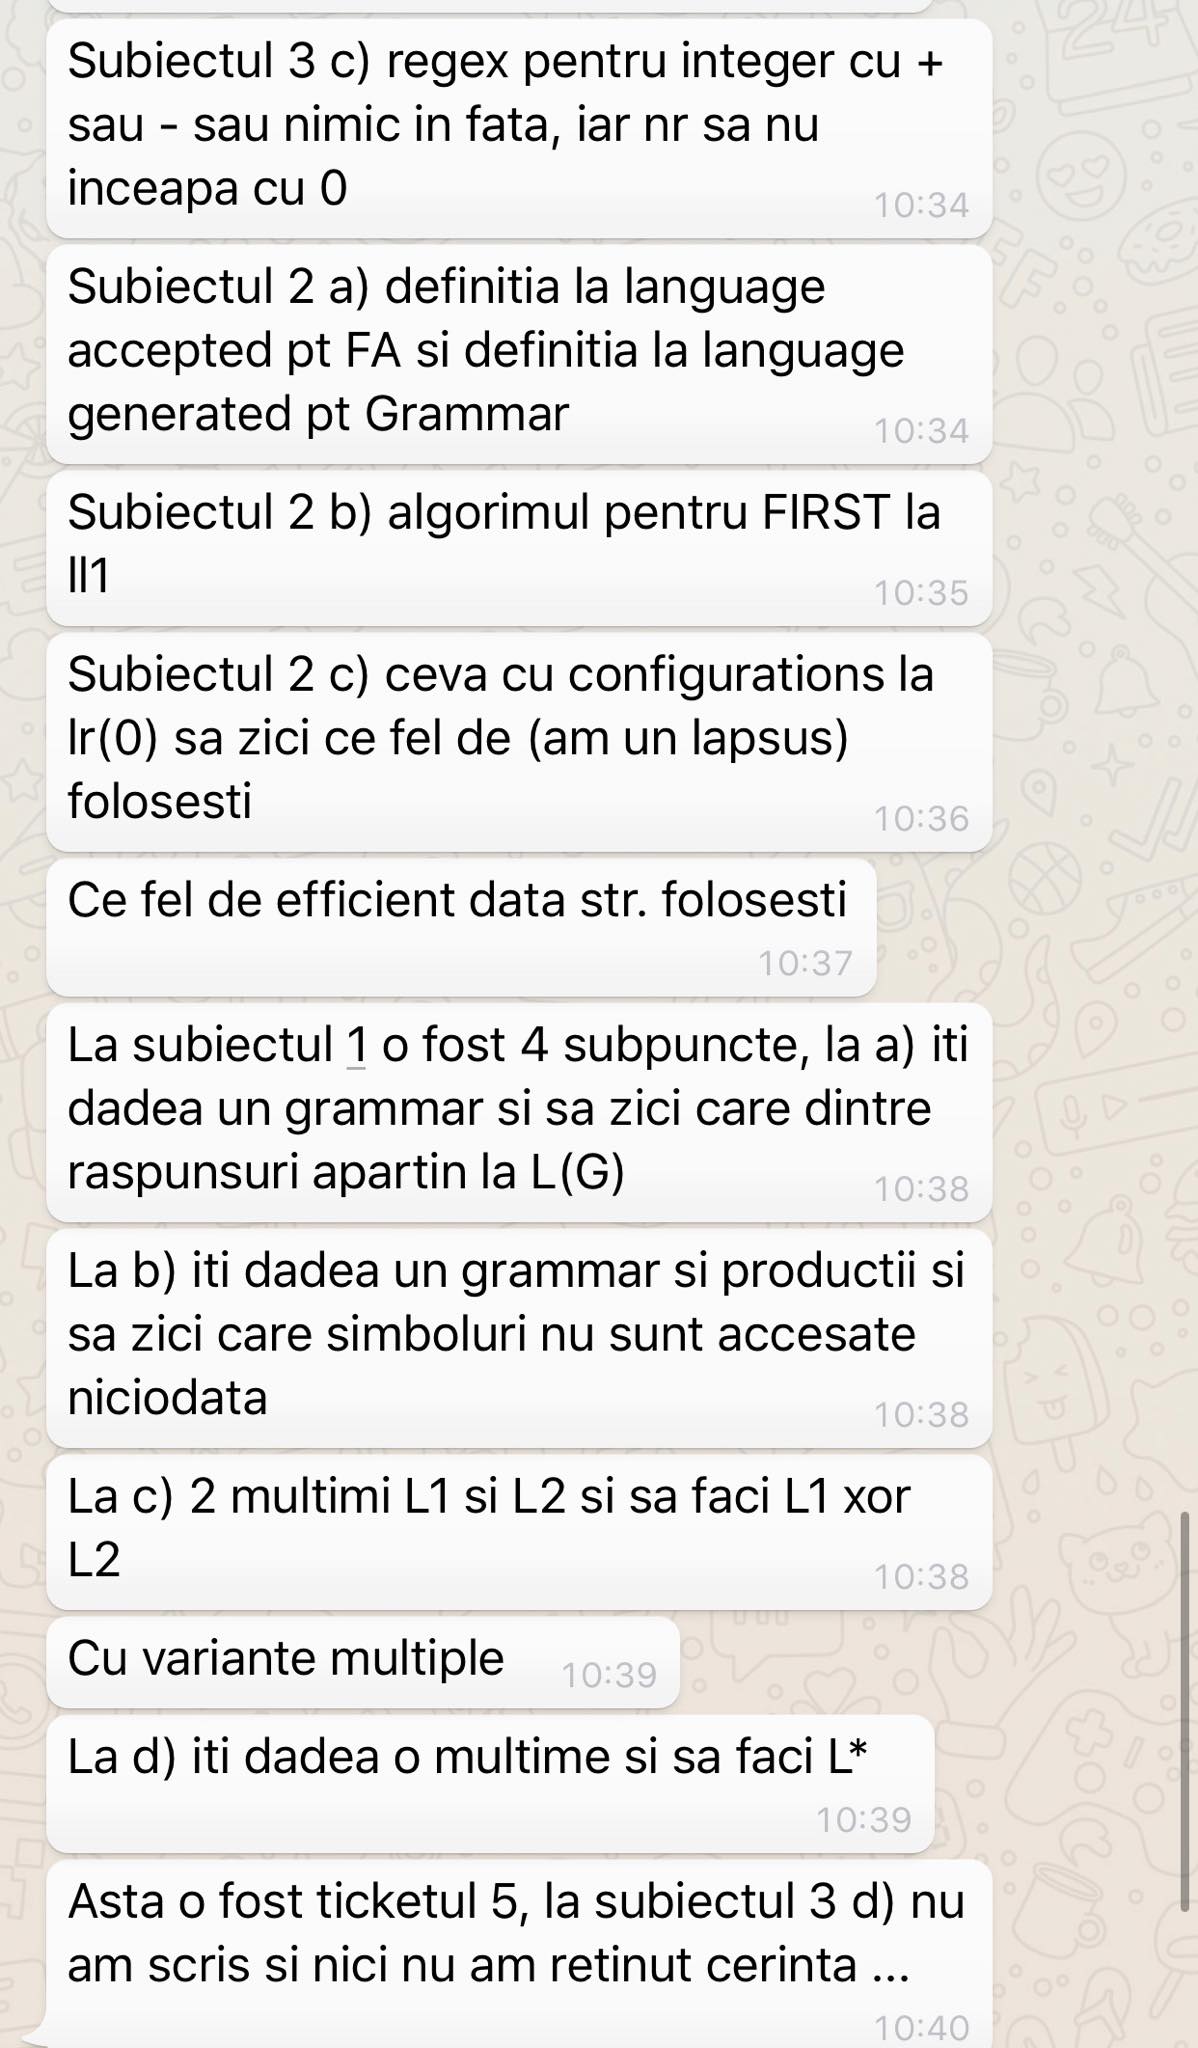 Subiectul 3 c) regex pentru integer cu +
sau - sau nimic in fata, iar nr sa nu
inceapa cu 0
10:34
Subiectul 2 a) definitia la language
accepted pt FA si definitia la language
generated pt Grammar
10:34
Subiectul 2 b) algorimul pentru FIRST la
ll1
10:35
Subiectul 2 c) ceva cu configurations la
lr(0) sa zici ce fel de (am un lapsus)
folosesti
10:36
Ce fel de efficient data str. folosesti
10:37
La subiectul 1 o fost 4 subpuncte, la a) iti
dadea un grammar si sa zici care dintre
raspunsuri apartin la L(G)
10:38
La b) iti dadea un grammar si productii si
sa zici care simboluri nu sunt accesate
niciodata
10:38
La c) 2 multimi L1 si L2 si sa faci L1 xor
L2
10:38
Cu variante multiple
10:39
La d) iti dadea o multime si sa faci L*
10:39
Asta o fost ticketul 5, la subiectul 3 d) nu
am scris si nici nu am retinut cerinta ...
10:40